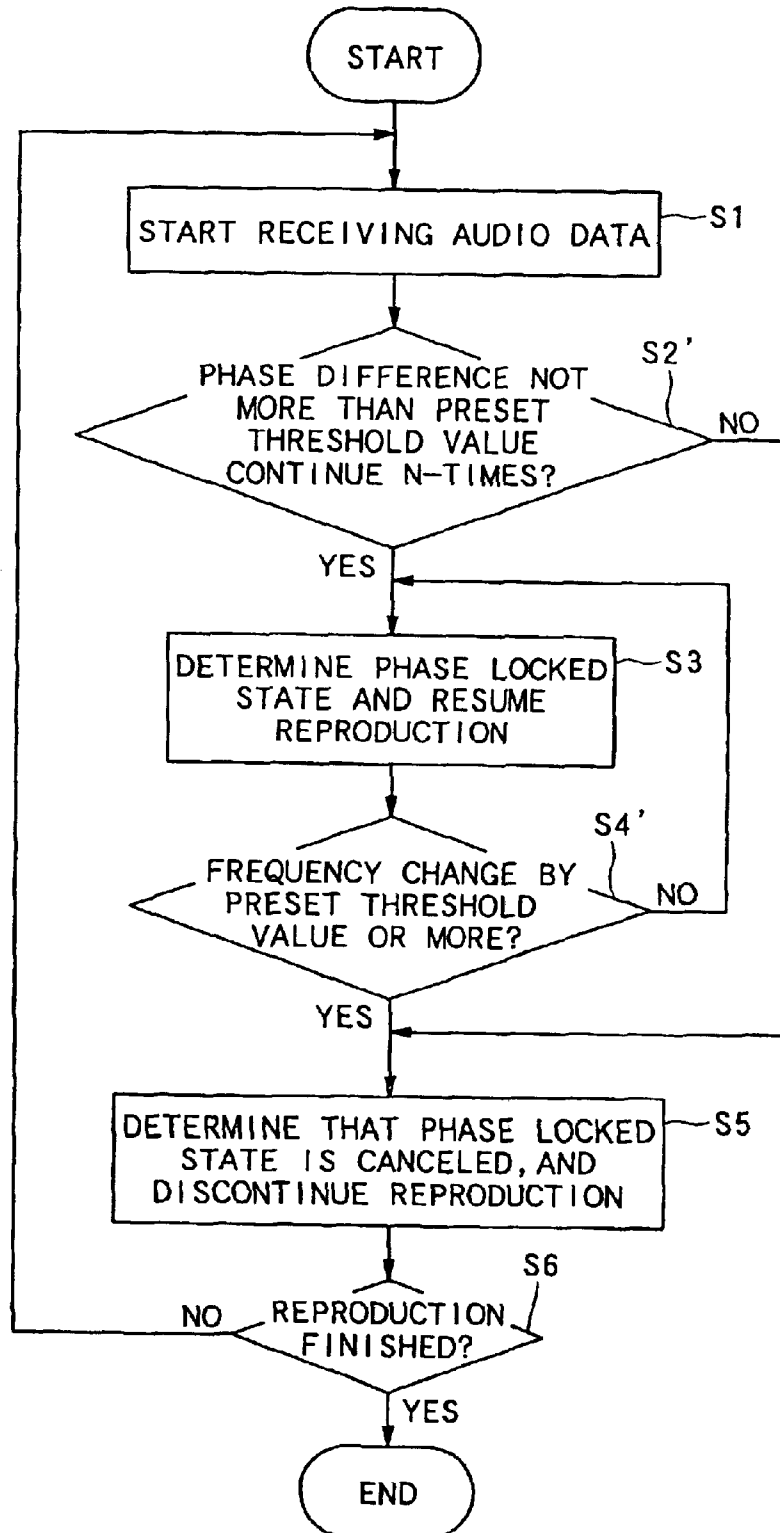 START
START RECEIVING AUDIO DATA
S1
PHASE DIFFERENCE NOT
MORE THAN PRESET
THRESHOLD VALUE
CONTINUE N-TIMES?
S2'
NO
YES
DETERMINE PHASE LOCKED
STATE AND RESUME
REPRODUCTION
S3
FREQUENCY CHANGE BY
PRESET THRESHOLD
VALUE OR MORE?
S4'
NO
YES
DETERMINE THAT PHASE LOCKED
STATE IS CANCELED, AND
DISCONTINUE REPRODUCTION
S5
REPRODUCTION
FINISHED?
S6
NO
YES
END